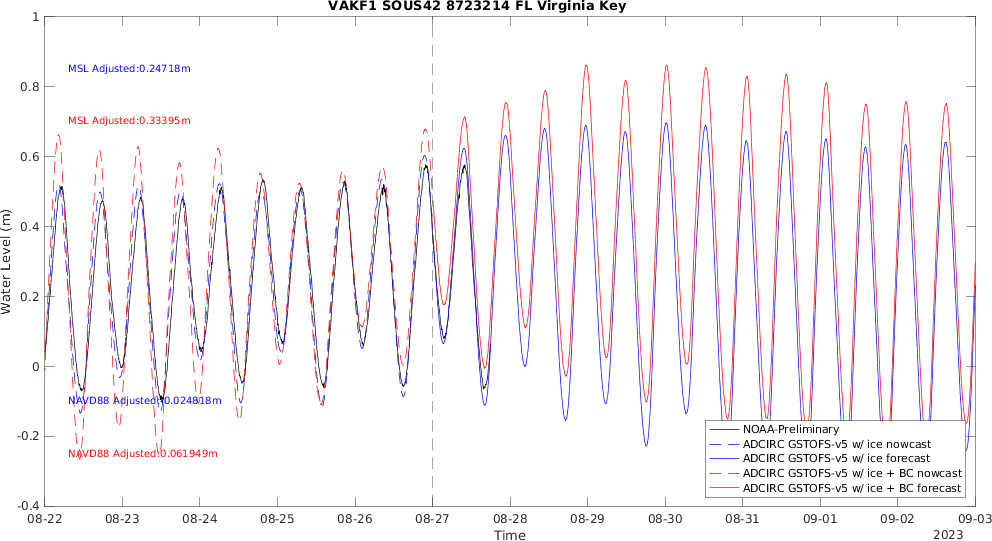 VAKF1 SOUS42 8723214 FL Virginia Key
Water Level (m)
1
0.8
0.6
0.4
0.2
0
-0.2
-0.4
MSL Adjusted:0.24718m
MSL Adjusted:0.33395m
NAVD88 Adjusted:0.024818m
NAVD88 Adjusted:0.061949m
NOAA-Preliminary
ADCIRC GSTOFS-v5 w/ ice nowcast
ADCIRC GSTOFS-v5 w/ ice forecast
ADCIRC GSTOFS-v5 w/ ice + BC nowcast
ADCIRC GSTOFS-v5 w/ ice + BC forecast
08-22 08-23 08-24 08-25 08-26 08-27 08-28 08-29 08-30 08-31 09-01 09-02 09-03
Time
2023